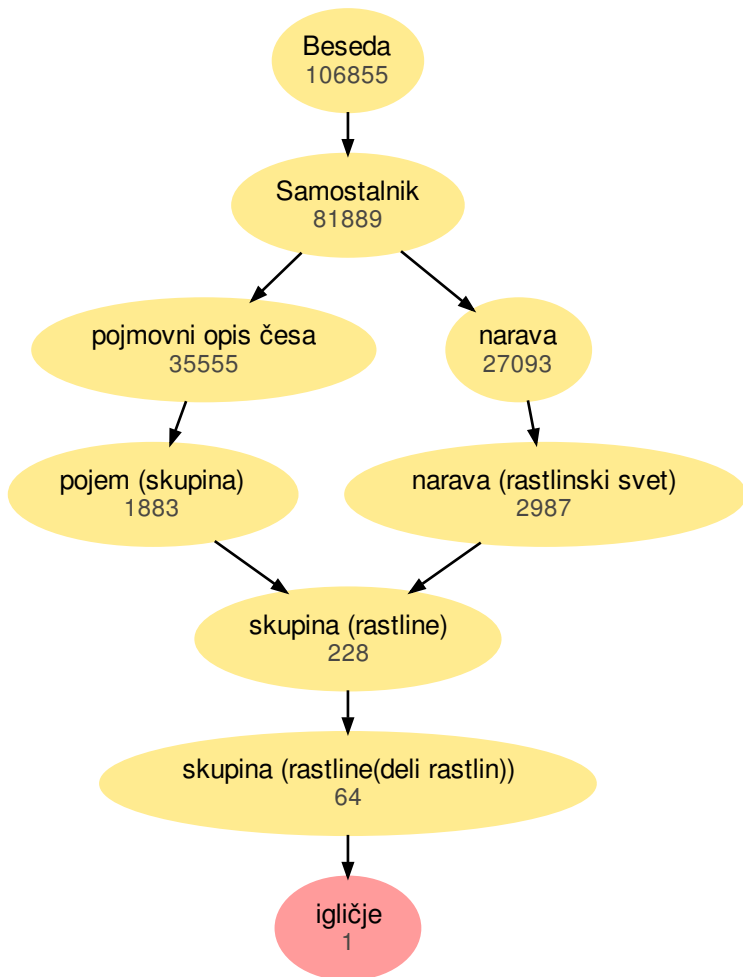 Beseda
106855
Samostalnik
81889
pojmovni opis česa
35555
narava
27093
pojem (skupina)
1883
narava (rastlinski svet)
2987
skupina (rastline)
228
skupina (rastline(deli rastlin))
64
igličje
1